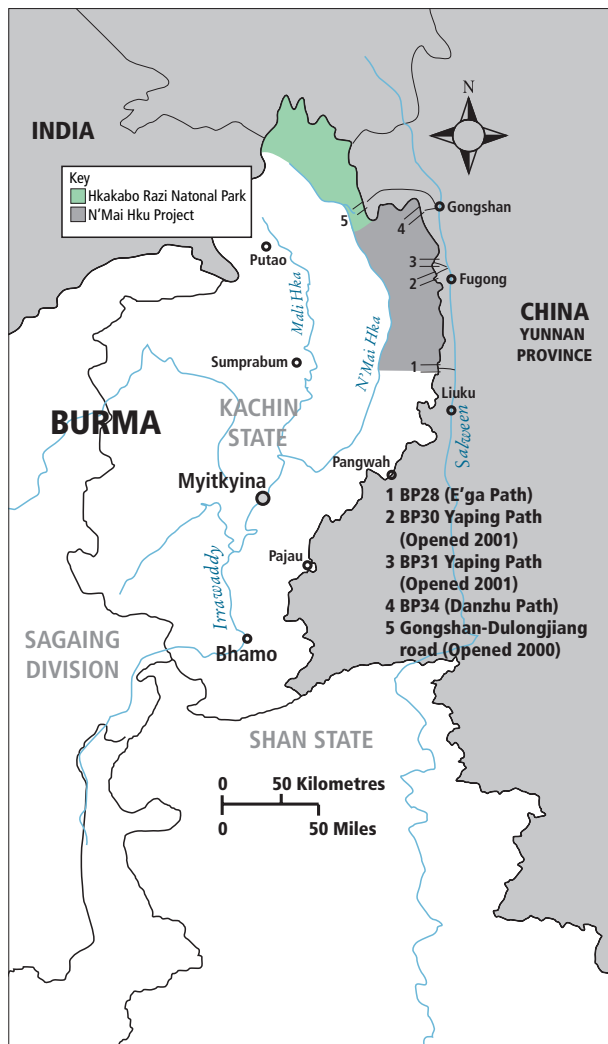 N
INDIA
Key
Hkakabo Razi Natonal Park
N'Mai Hku Project
5
4
Gongshan
Putao
3
2
Fugong
Mali Hka
CHINA
YUNNAN
PROVINCE
N'Mai Hka
Sumprabum
1
Liuku
KACHIN
STATE
BURMA
Salween
Pangwah
Myitkyina
1 BP28 (E'ga Path)
2 BP30 Yaping Path
(Opened 2001)
3 BP31 Yaping Path
(Opened 2001)
4 BP34 (Danzhu Path)
5 Gongshan-Dulongjiang
road (Opened 2000)
Pajau
Irrawaddy
SAGAING
DIVISION
Bhamo
SHAN STATE
0 50 Kilometres
0 50 Miles